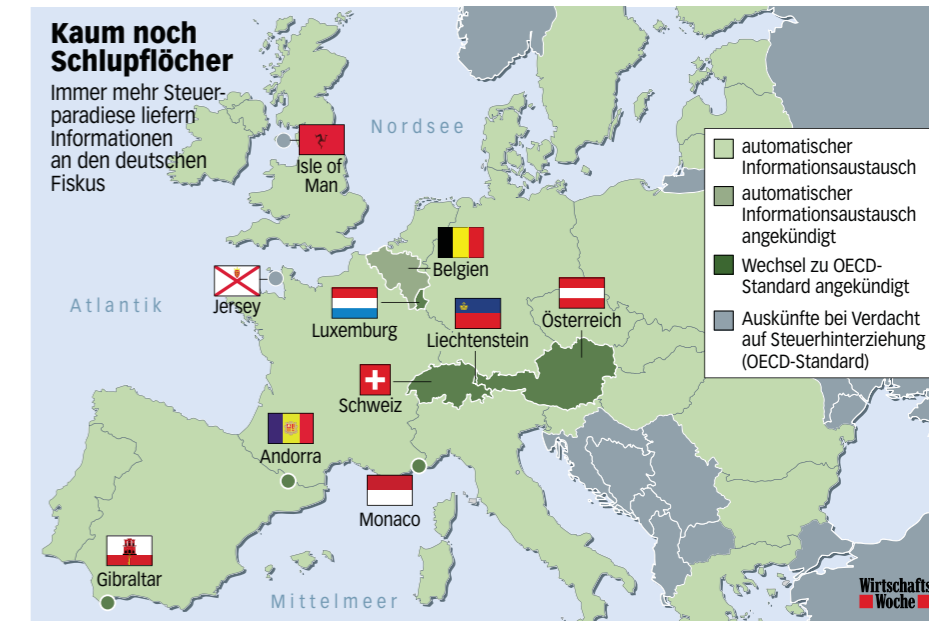 Kaum noch
Schlupflöcher
Immer mehr Steuer-
paradiese liefern
Informationen
an den deutschen
Fiskus
Nordsee
Isle of
Man
automatischer
Informationsaustausch
automatischer
Informationsaustausch
angekündigt
Wechsel zu OECD-
Standard angekündigt
Auskünfte bei Verdacht
auf Steuerhinterziehung
(OECD-Standard)
Belgien
Jersey
Atlantik
Luxemburg
Liechtenstein
Österreich
Schweiz
Andorra
Monaco
Gibraltar
Mittelmeer
Wirtschafts
Woche